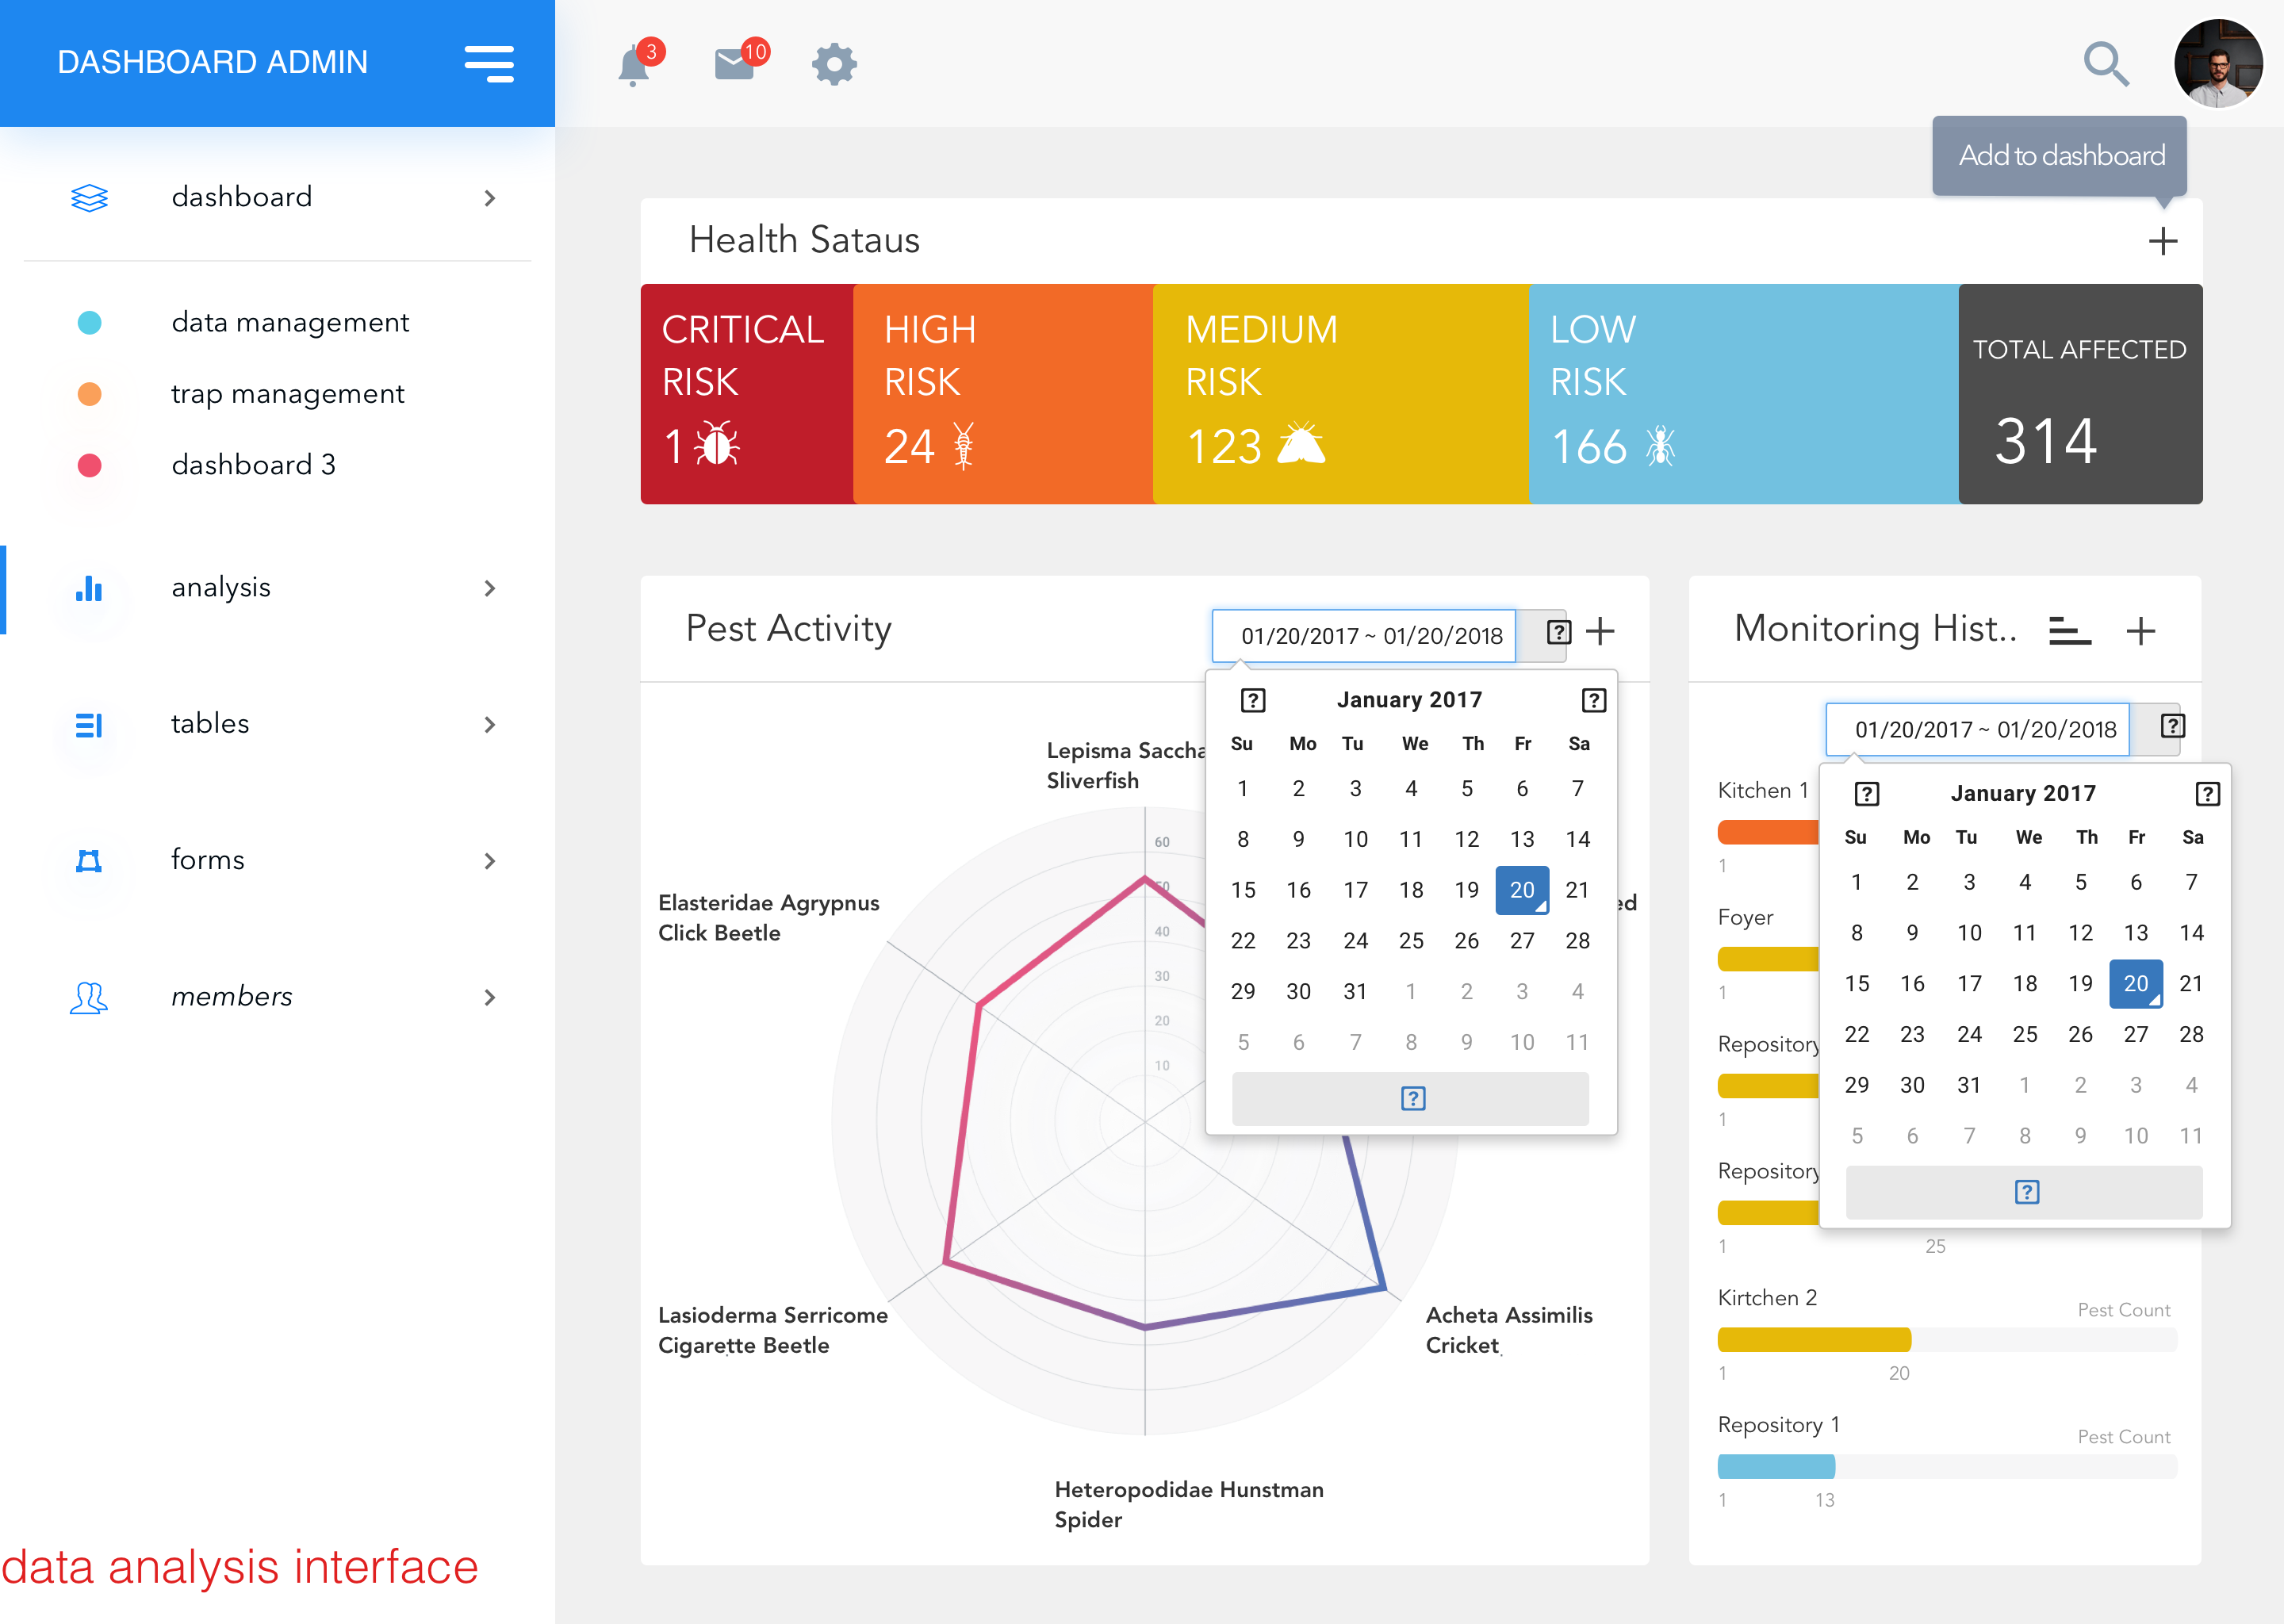 DASHBOARD ADMIN
3
10
Add to dashboard
dashboard
data management
trap management
dashboard 3
analysis
tables
forms
members
data analysis interface
Health Sataus
CRITICAL
RISK
1
HIGH
RISK
24
MEDIUM
RISK
123
LOW
RISK
166
TOTAL AFFECTED
314
Pest Activity
01/20/2017 ~ 01/20/2018
?
? January 2017 ?
Su Mo Tu We Th Fr Sa
1 2 3 4 5 6 7
8 9 10 11 12 13 14
15 16 17 18 19 20 21
22 23 24 25 26 27 28
29 30 31 1 2 3 4
5 6 7 8 9 10 11
?
Lepisma
Sliverfish
60
50
40
30
20
10
Elasteridae Agrypnus
Click Beetle
Lasioderma Serricome
Cigarette Beetle
Acheta Assimilis
Cricket
Heteropodidae Hunstman
Spider
Monitoring Hist..
01/20/2017 ~ 01/20/2018
?
? January 2017 ?
Su Mo Tu We Th Fr Sa
1 2 3 4 5 6 7
8 9 10 11 12 13 14
15 16 17 18 19 20 21
22 23 24 25 26 27 28
29 30 31 1 2 3 4
5 6 7 8 9 10 11
?
Kitchen 1
1
Foyer
1
Repository
1
Repository
1 25
Kirtchen 2
Pest Count
1 20
Repository 1
Pest Count
1 13